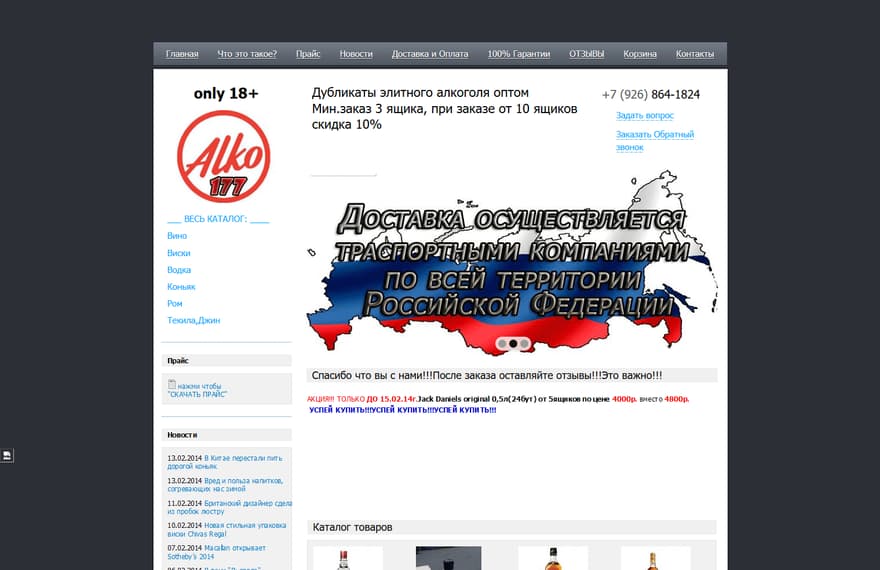 Главная Что это такое? Прайс Новости Доставка и Оплата 100% Гарантии ОТЗЫВЫ Корзина Контакты
only 18+
Alko
177
___ ВЕСЬ КАТАЛОГ: _____
Вино
Виски
Водка
Коньяк
Ром
Текила,Джин
Прайс
нажми чтобы
"СКАЧАТЬ ПРАЙС"
Новости
13.02.2014 В Китае перестали пить
дорогой коньяк
13.02.2014 Вред и польза напитков,
согревающих нас зимой
11.02.2014 Британский дизайнер сдела
из пробок люстру
10.02.2014 Новая стильная упаковка
виски Chivas Regal
07.02.2014 Macallan открывает
Sotheby's 2014
Дубликаты элитного алкоголя оптом
Мин.заказ 3 ящика, при заказе от 10 ящиков
скидка 10%
+7 (926) 864-1824
Задать вопрос
Заказать Обратный
звонок
Доставка осуществляется
траспортными компаниями
по всей территории
Российской Федерации
Спасибо что вы с нами!!!После заказа оставляйте отзывы!!!Это важно!!!
АКЦИЯ!!! ТОЛЬКО ДО 15.02.14г.Jack Daniels original 0,5л(24бут) от 5ящиков по цене 4000р. вместо 4800р.
УСПЕЙ КУПИТЬ!!!УСПЕЙ КУПИТЬ!!!УСПЕЙ КУПИТЬ!!!
Каталог товаров